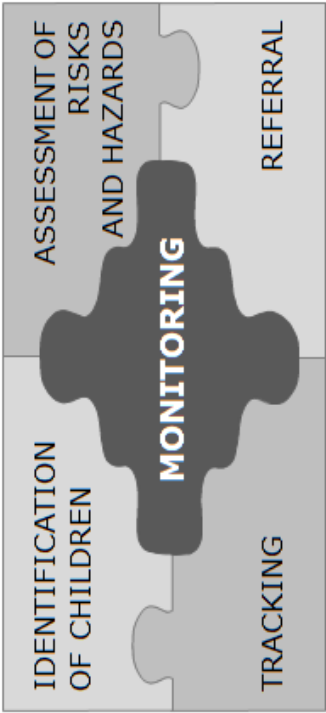 IDENTIFICATION
OF CHILDREN
ASSESSMENT OF
RISKS
AND HAZARDS
MONITORING
TRACKING
REFERRAL